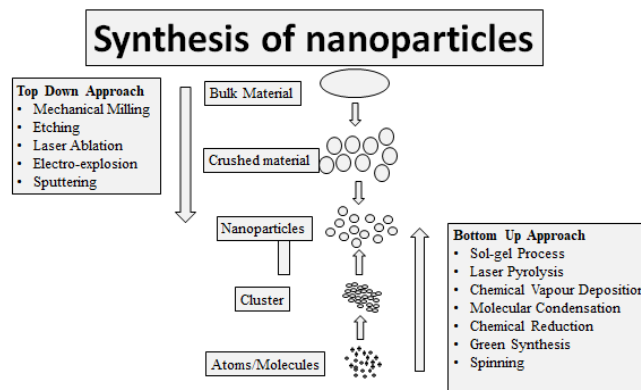 Synthesis of nanoparticles
Top Down Approach
• Mechanical Milling
• Etching
• Laser Ablation
• Electro-explosion
• Sputtering
Bulk Material
Crushed material
Nanoparticles
Cluster
Atoms/Molecules
Bottom Up Approach
• Sol-gel Process
• Laser Pyrolysis
• Chemical Vapour Deposition
• Molecular Condensation
• Chemical Reduction
• Green Synthesis
• Spinning